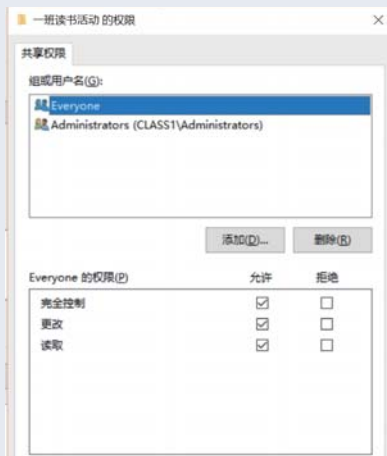 一班读书活动 的权限
共享权限
组或用户名(G):
Everyone
Administrators (CLASS1\Administrators)
添加(D)... 删除(R)
Everyone 的权限(P) 允许 拒绝
完全控制
更改
读取